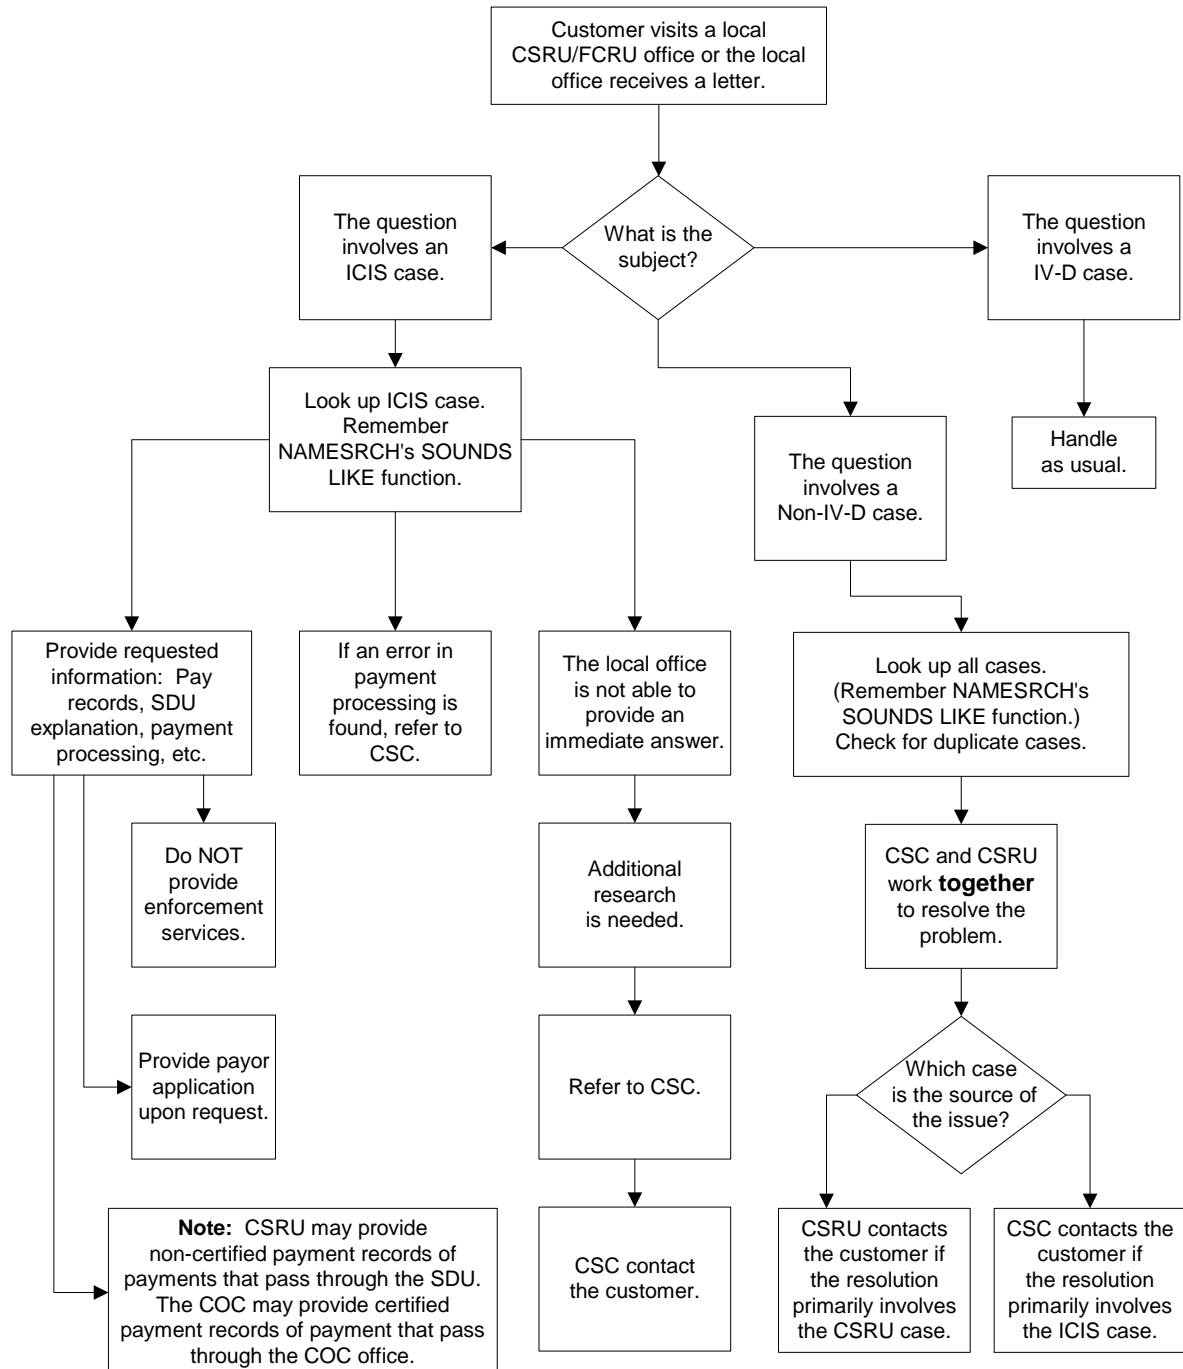 Customer visits a local
CSRU/FCRU office or the local
office receives a letter.
The question
involves an
ICIS case.
What is the
subject?
The question
involves a
IV-D case.
Look up ICIS case.
Remember
NAMESRCH's SOUNDS
LIKE function.
The question
involves a
Non-IV-D case.
Handle
as usual.
Provide requested
information:  Pay
records, SDU
explanation, payment
processing, etc.
If an error in
payment
processing is
found, refer to
CSC.
The local office
is not able to
provide an
immediate answer.
Look up all cases.
(Remember NAMESRCH's
SOUNDS LIKE function.)
Check for duplicate cases.
Do NOT
provide
enforcement
services.
Additional
research
is needed.
CSC and CSRU
work together
to resolve the
problem.
Provide payor
application
upon request.
Refer to CSC.
Which case
is the source of
the issue?
Note:  CSRU may provide
non-certified payment records of
payments that pass through the SDU.
The COC may provide certified
payment records of payment that pass
through the COC office.
CSC contact
the customer.
CSRU contacts
the customer if
the resolution
primarily involves
the CSRU case.
CSC contacts the
customer if
the resolution
primarily involves
the ICIS case.